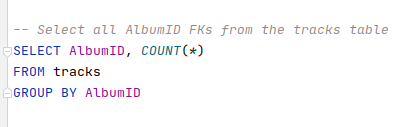 -- Select all AlbumID FKs from the tracks table
SELECT AlbumID, COUNT(*)
FROM tracks
GROUP BY AlbumID